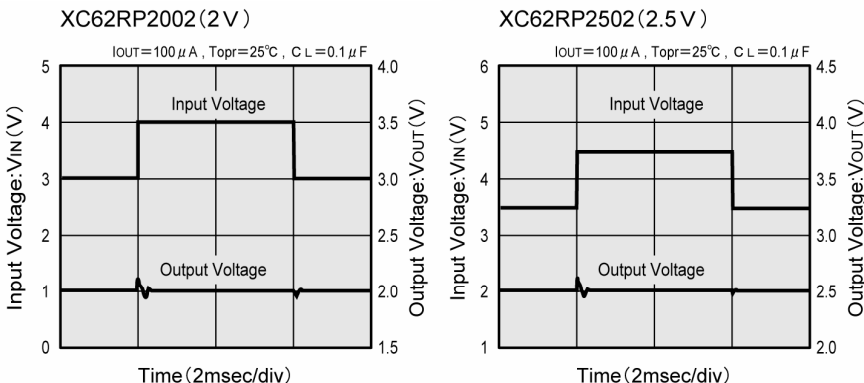 XC62RP2002(2V)
IOUT=100μA, Topr=25℃, CL=0.1μF
5
4
3
2
1
0
Input Voltage:VIN(V)
Input Voltage
Output Voltage
4.0
3.5
3.0
2.5
2.0
1.5
Output Voltage:VOUT(V)
Time(2msec/div)
XC62RP2502(2.5V)
IOUT=100μA, Topr=25℃, CL=0.1μF
6
5
4
3
2
1
Input Voltage:VIN(V)
Input Voltage
Output Voltage
4.5
4.0
3.5
3.0
2.5
2.0
Output Voltage:VOUT(V)
Time(2msec/div)